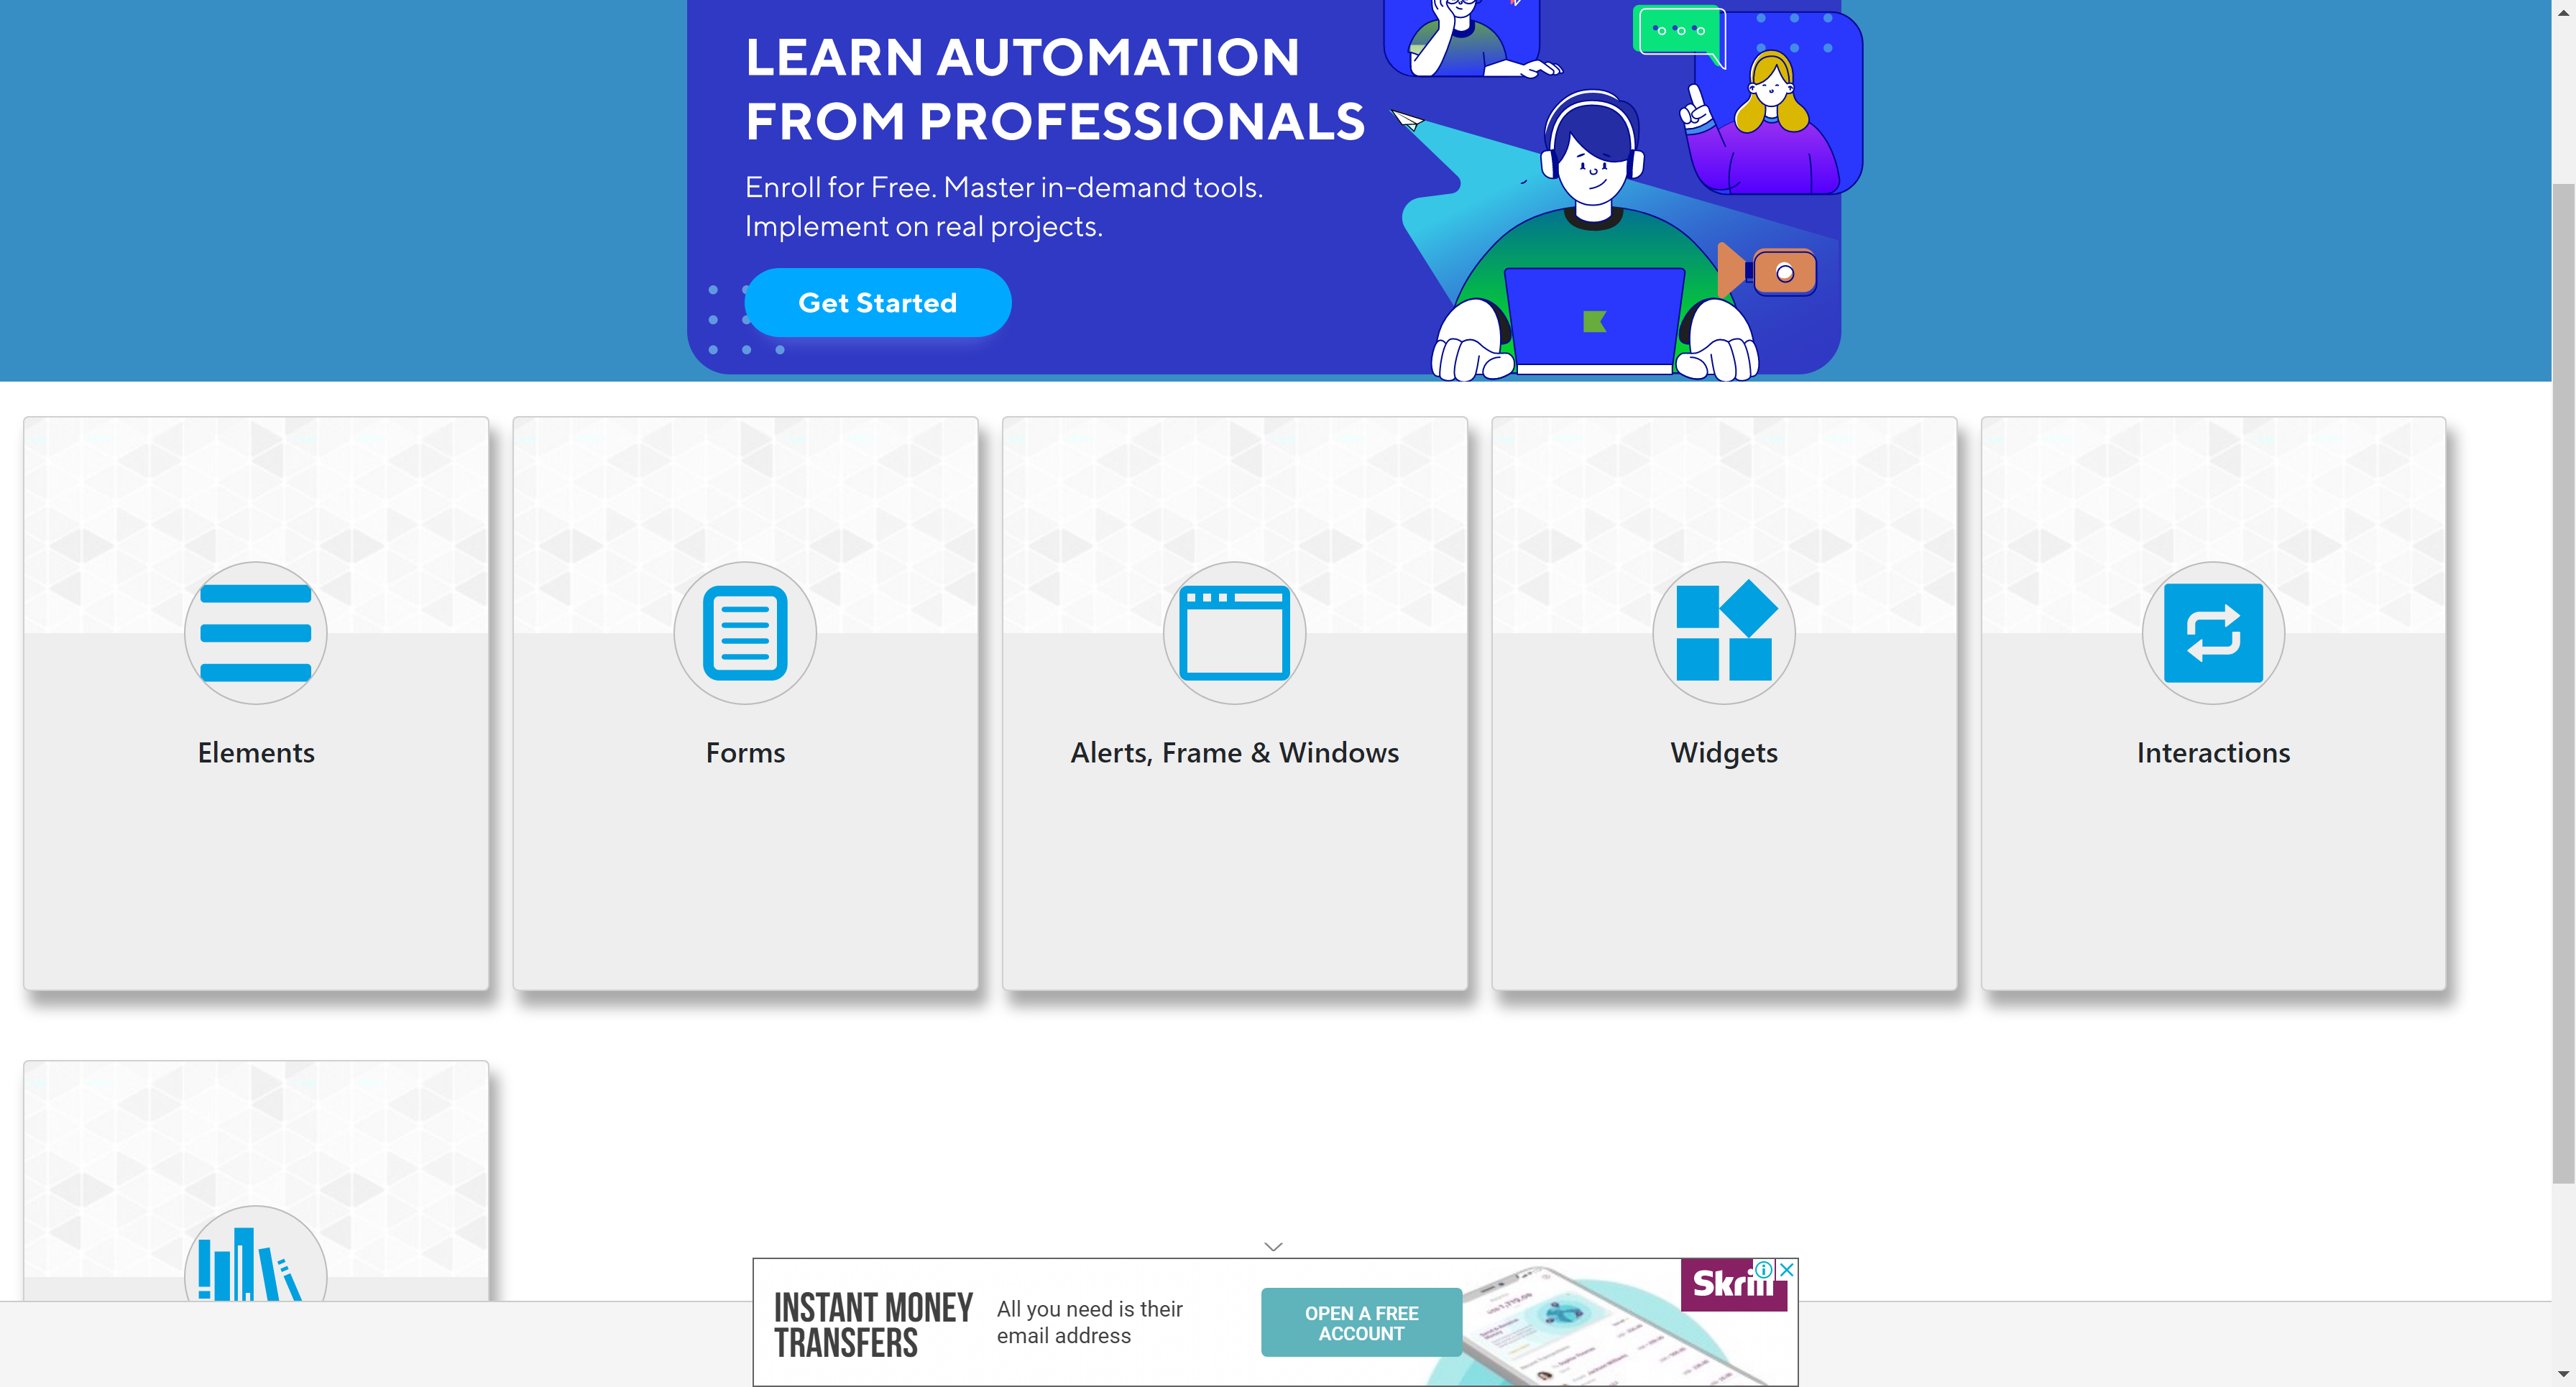 LEARN AUTOMATION
FROM PROFESSIONALS
Enroll for Free. Master in-demand tools.
Implement on real projects.
Get Started
Elements
Forms
Alerts, Frame & Windows
Widgets
Interactions
INSTANT MONEY
TRANSFERS
All you need is their
email address
OPEN A FREE
ACCOUNT
Skrill